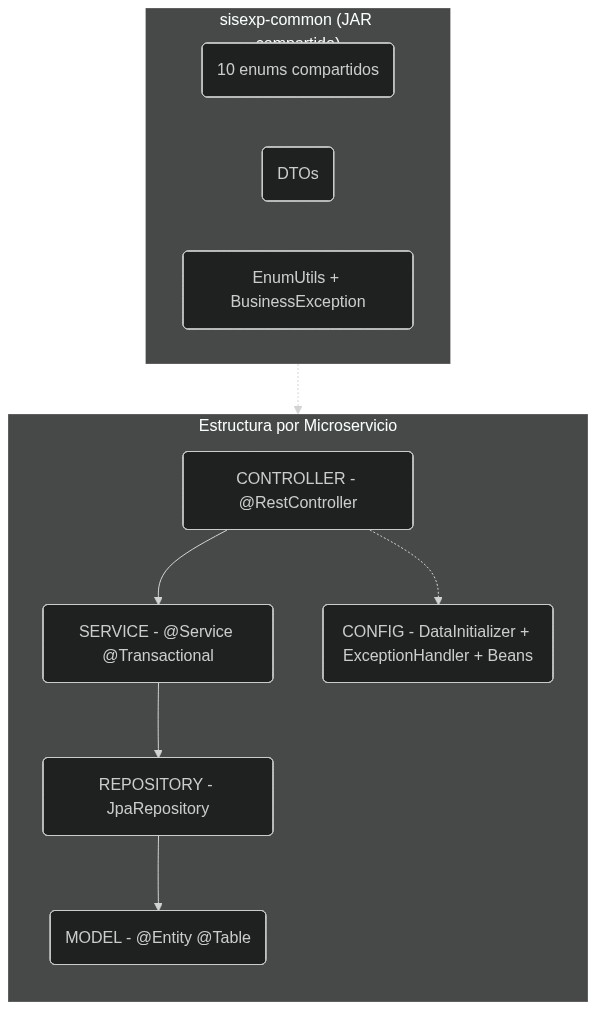 sisexp-common (JAR
compartido)
10 enums compartidos
DTOs
EnumUtils +
BusinessException
Estructura por Microservicio
CONTROLLER -
@RestController
SERVICE - @Service
@Transactional
CONFIG - DataInitializer +
ExceptionHandler + Beans
REPOSITORY -
JpaRepository
MODEL - @Entity @Table